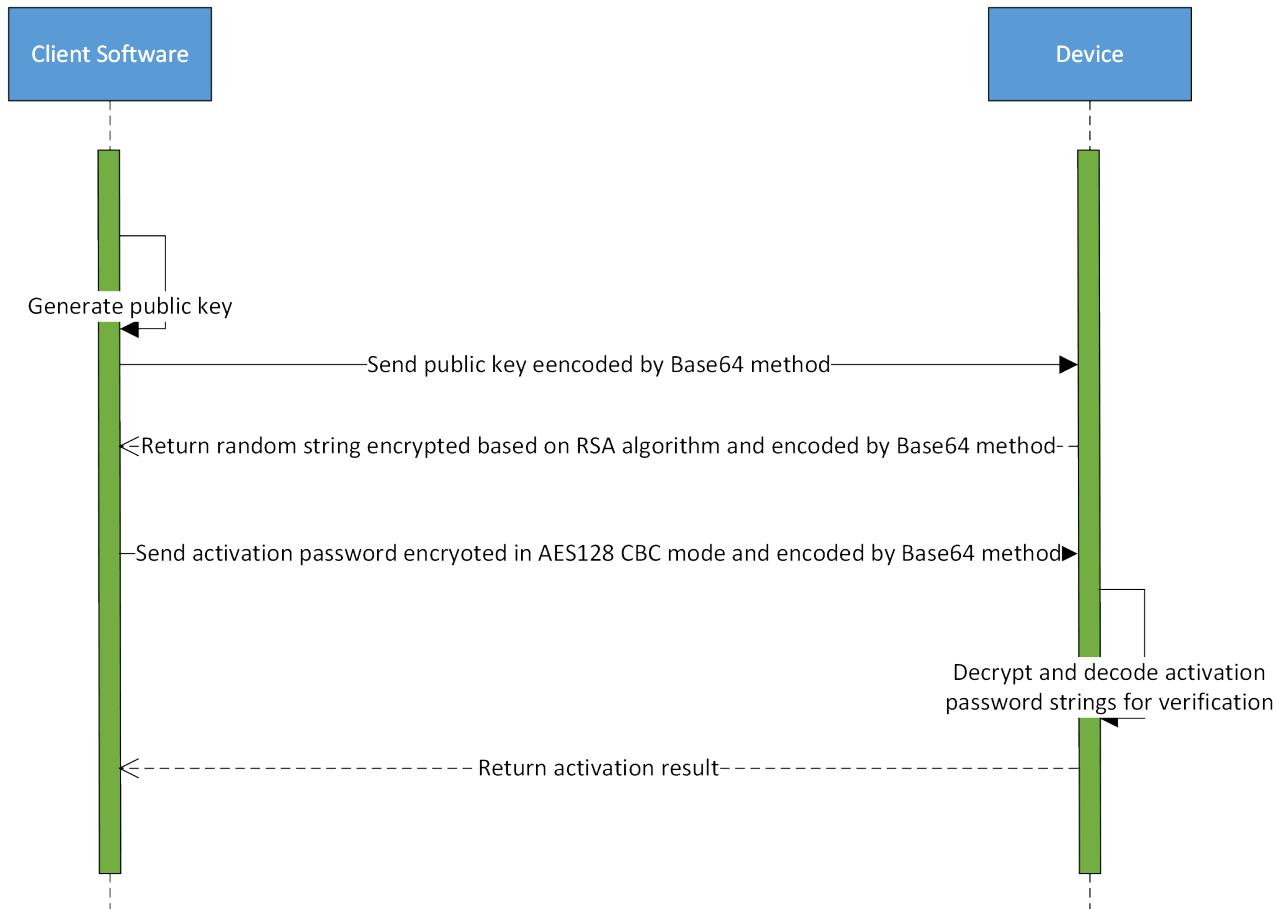 Client Software
Device
Generate public key
Send public key eencoded by Base64 method
Return random string encrypted based on RSA algorithm and encoded by Base64 method
Send activation password encryoted in AES128 CBC mode and encoded by Base64 method
Decrypt and decode activation
password strings for verification
Return activation result